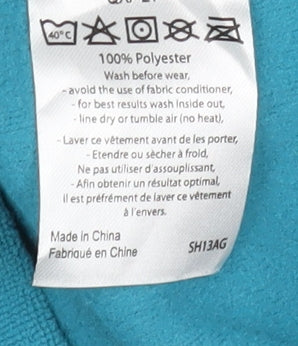 40°C
100% Polyester
Wash before wear,
- avoid the use of fabric conditioner,
- for best results wash inside out,
- line dry or tumble air (no heat),
- Laver ce vêtement avant de les porter,
- Etendre ou sècher à froid,
Ne pas utiliser d'assouplissant,
- Afin obtenir un résultat optimal,
il est préfrément de laver ce vêtement
à l'envers.
Made in China
Fabriqué en Chine
SH13AG